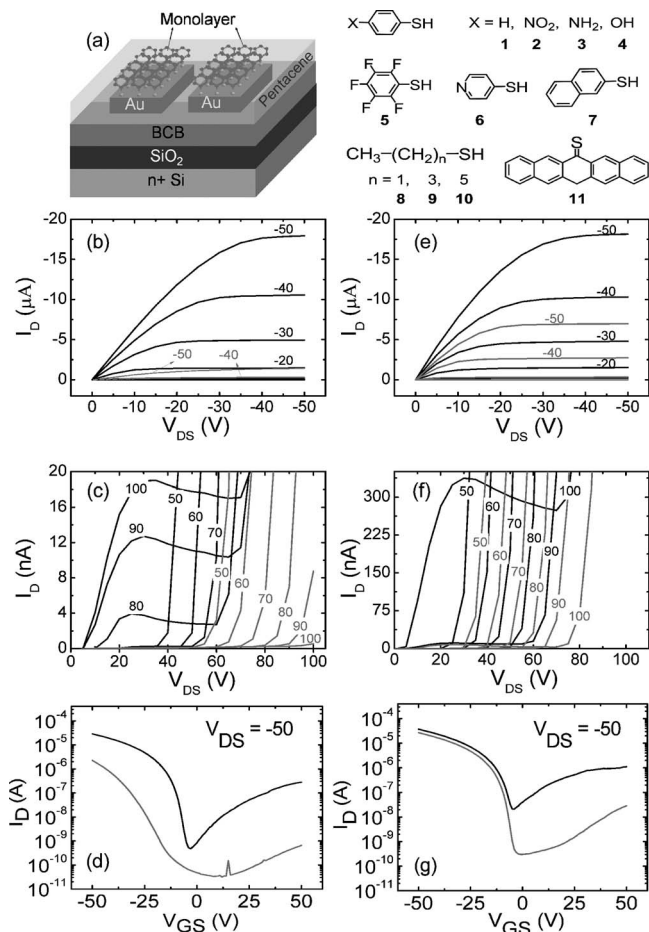 (a)
Monolayer
Au
Au
Pentacene
BCB
SiO2
n+ Si
X
SH
X = H, NO2, NH2, OH
1 2 3 4
F
F
F
F
F
SH
5
N
SH
6
SH
7
CH3-(CH2)n-SH
n = 1, 3, 5
8 9 10
S
11
(b)
-20
-15
-10
-5
0
ID (µA)
-50
-40
-30
-50
-40
-20
0 -10 -20 -30 -40 -50
VDS (V)
(e)
-20
-15
-10
-5
0
ID (µA)
-50
-40
-50
-30
-40
-20
0 -10 -20 -30 -40 -50
VDS (V)
(c)
20
16
12
8
4
0
ID (nA)
100
90
80
50
60
70
50
60
70
80
90
100
0 20 40 60 80 100
VDS (V)
(f)
300
225
150
75
0
ID (nA)
100
50
60
70
80
90
50
60
70
80
90
100
0 20 40 60 80 100
VDS (V)
VDS = -50
10-4
10-5
10-6
10-7
10-8
10-9
10-10
10-11
ID (A)
(d)
-50 -25 0 25 50
VGS (V)
VDS = -50
10-4
10-5
10-6
10-7
10-8
10-9
10-10
10-11
ID (A)
(g)
-50 -25 0 25 50
VGS (V)